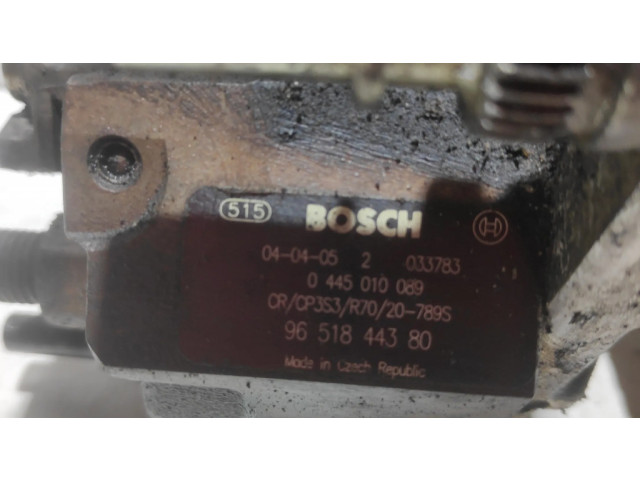 515 BOSCH
04-04-05 2 033783
0 445 010 089
CR/CP3S3/R70/20-789S
96 518 443 80
Made in Czech Republic